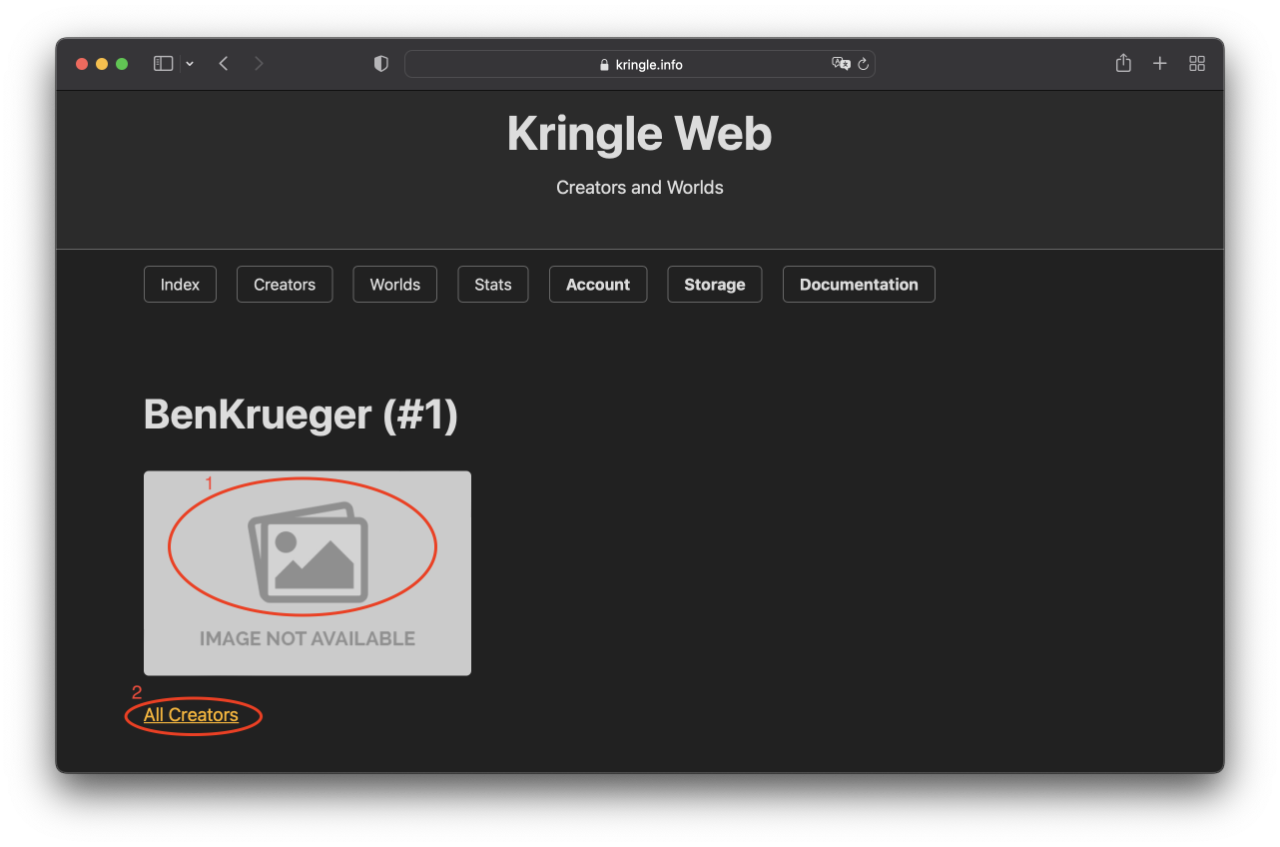 kringle.info
Kringle Web
Creators and Worlds
Index Creators Worlds Stats Account Storage Documentation
BenKrueger (#1)
1
IMAGE NOT AVAILABLE
2
All Creators